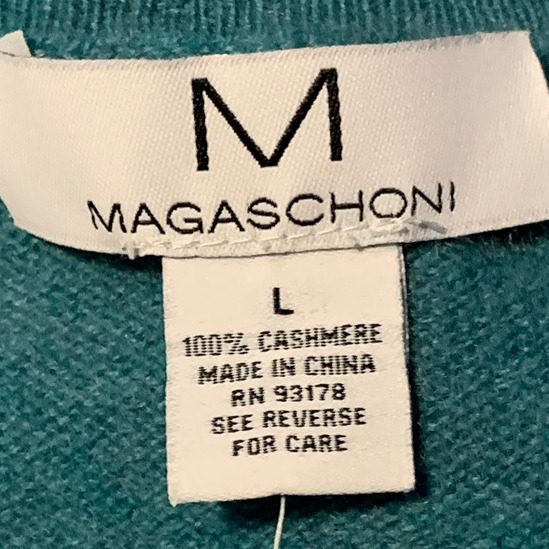 M
MAGASCHONI
L
100% CASHMERE
MADE IN CHINA
RN 93178
SEE REVERSE
FOR CARE